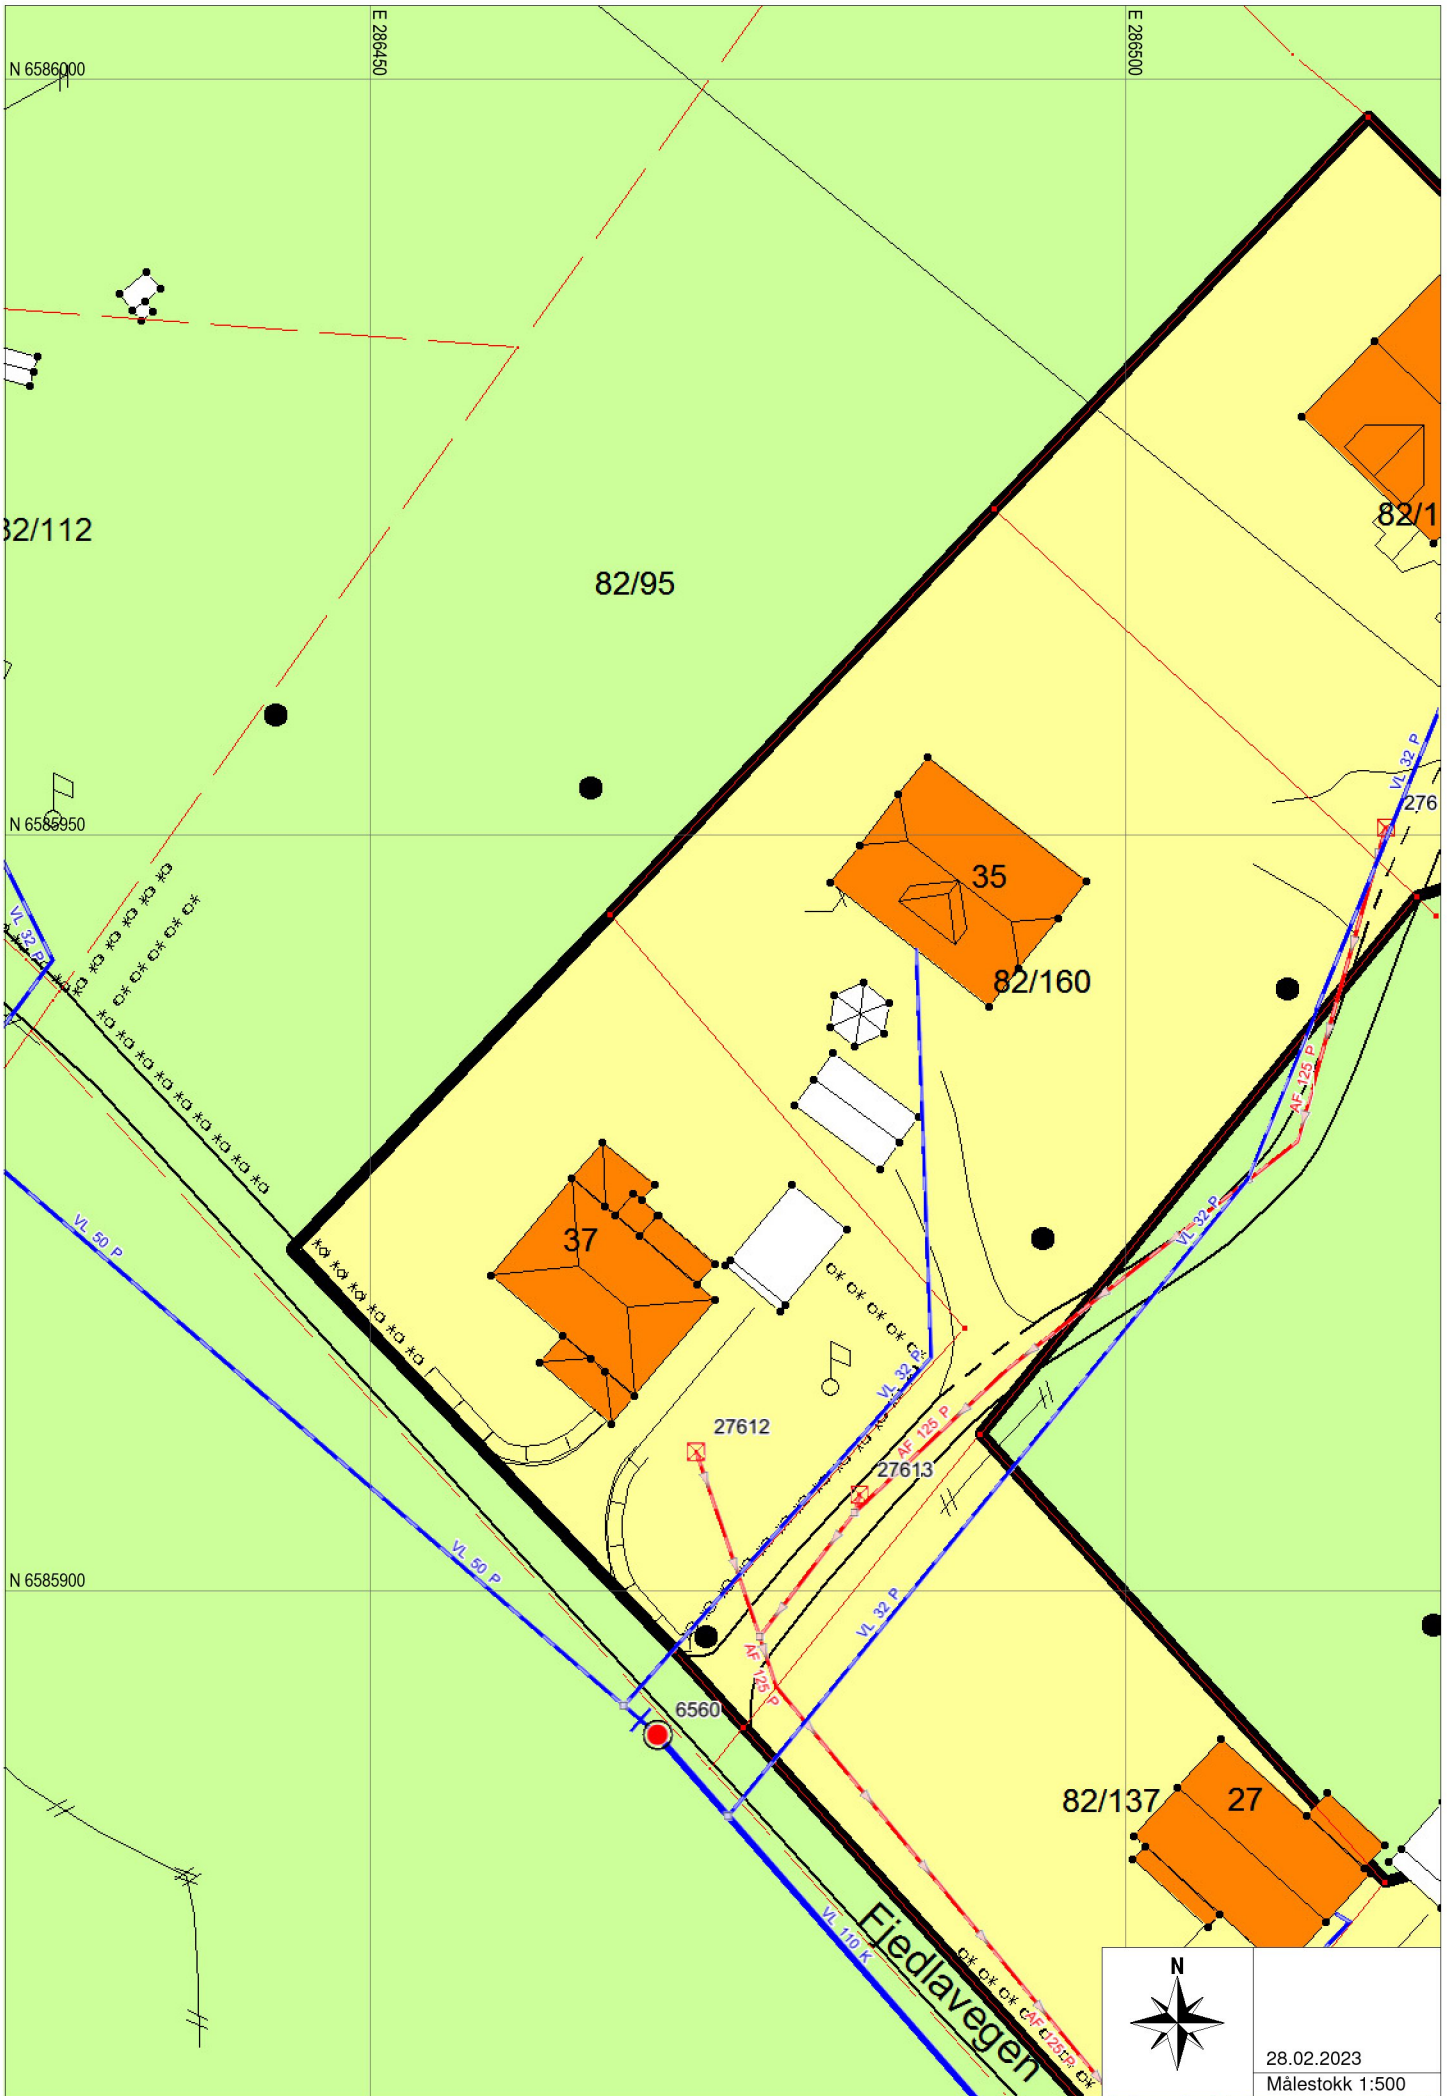 E 286450
E 286500
N 6586000
82/112
82/1
82/95
VL 32 P
276
N 6585950
35
VL 32 P
82/160
AF 125 P
VL 32 P
VL 50 P
37
VL 32 P
AF 125 P
27612
27613
VL 50 P
N 6585900
VL 32 P
AF 125 P
6560
82/137
27
VL 110 K
Fjedlavegen
AF 125 P
N
28.02.2023
Målestokk 1:500